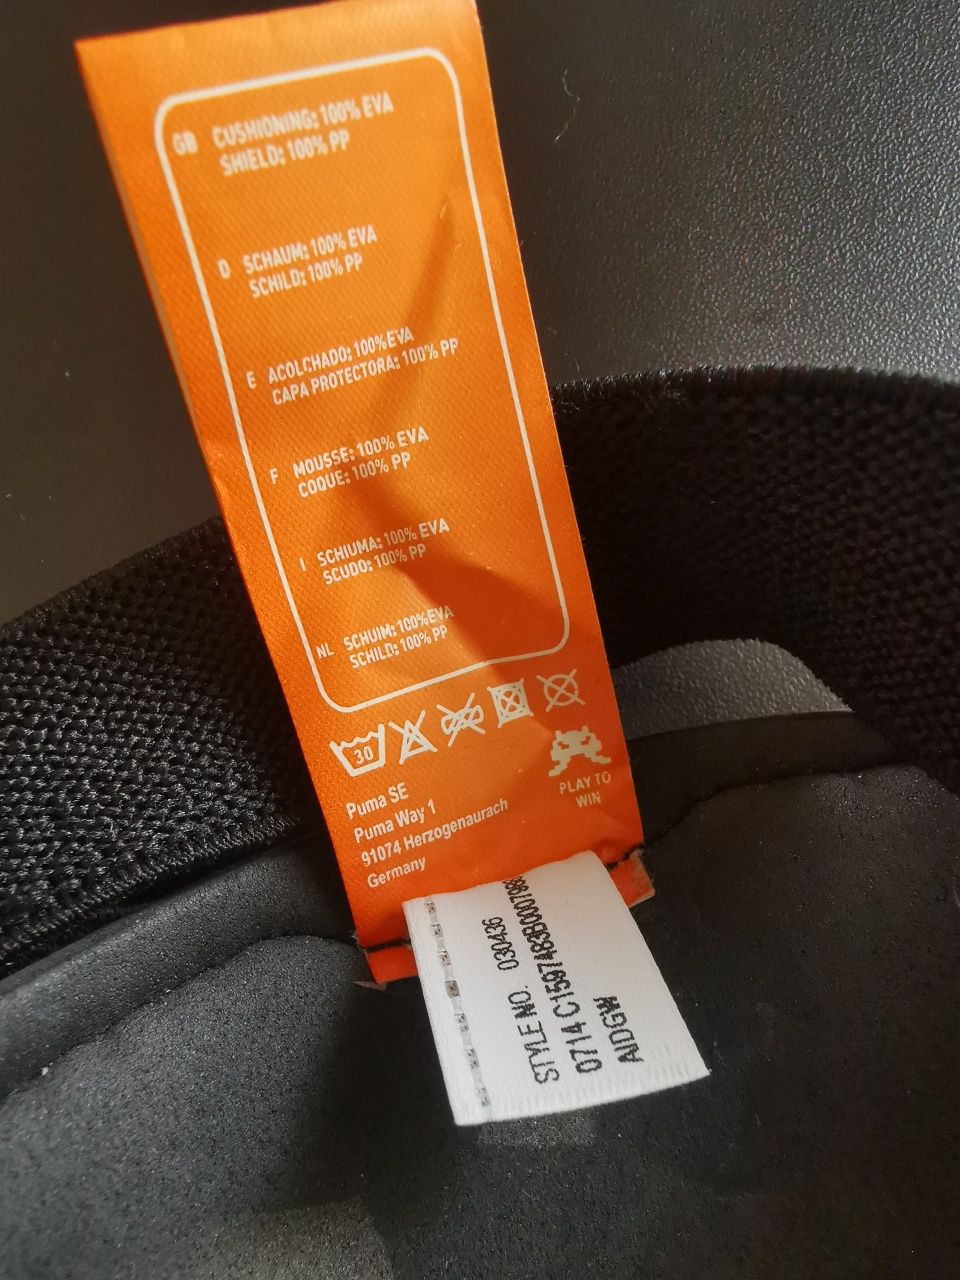 GB CUSHIONING: 100% EVA
SHIELD: 100% PP
D SCHAUM: 100% EVA
SCHILD: 100% PP
E ACOLCHADO: 100%EVA
CAPA PROTECTORA: 100% PP
F MOUSSE: 100% EVA
COQUE: 100% PP
I SCHIUMA: 100% EVA
SCUDO: 100% PP
NL SCHUIM: 100%EVA
SCHILD: 100% PP
30
Puma SE
Puma Way 1
91074 Herzogenaurach
Germany
PLAY TO
WIN
STYLE NO. 030436
0714
AIDGW